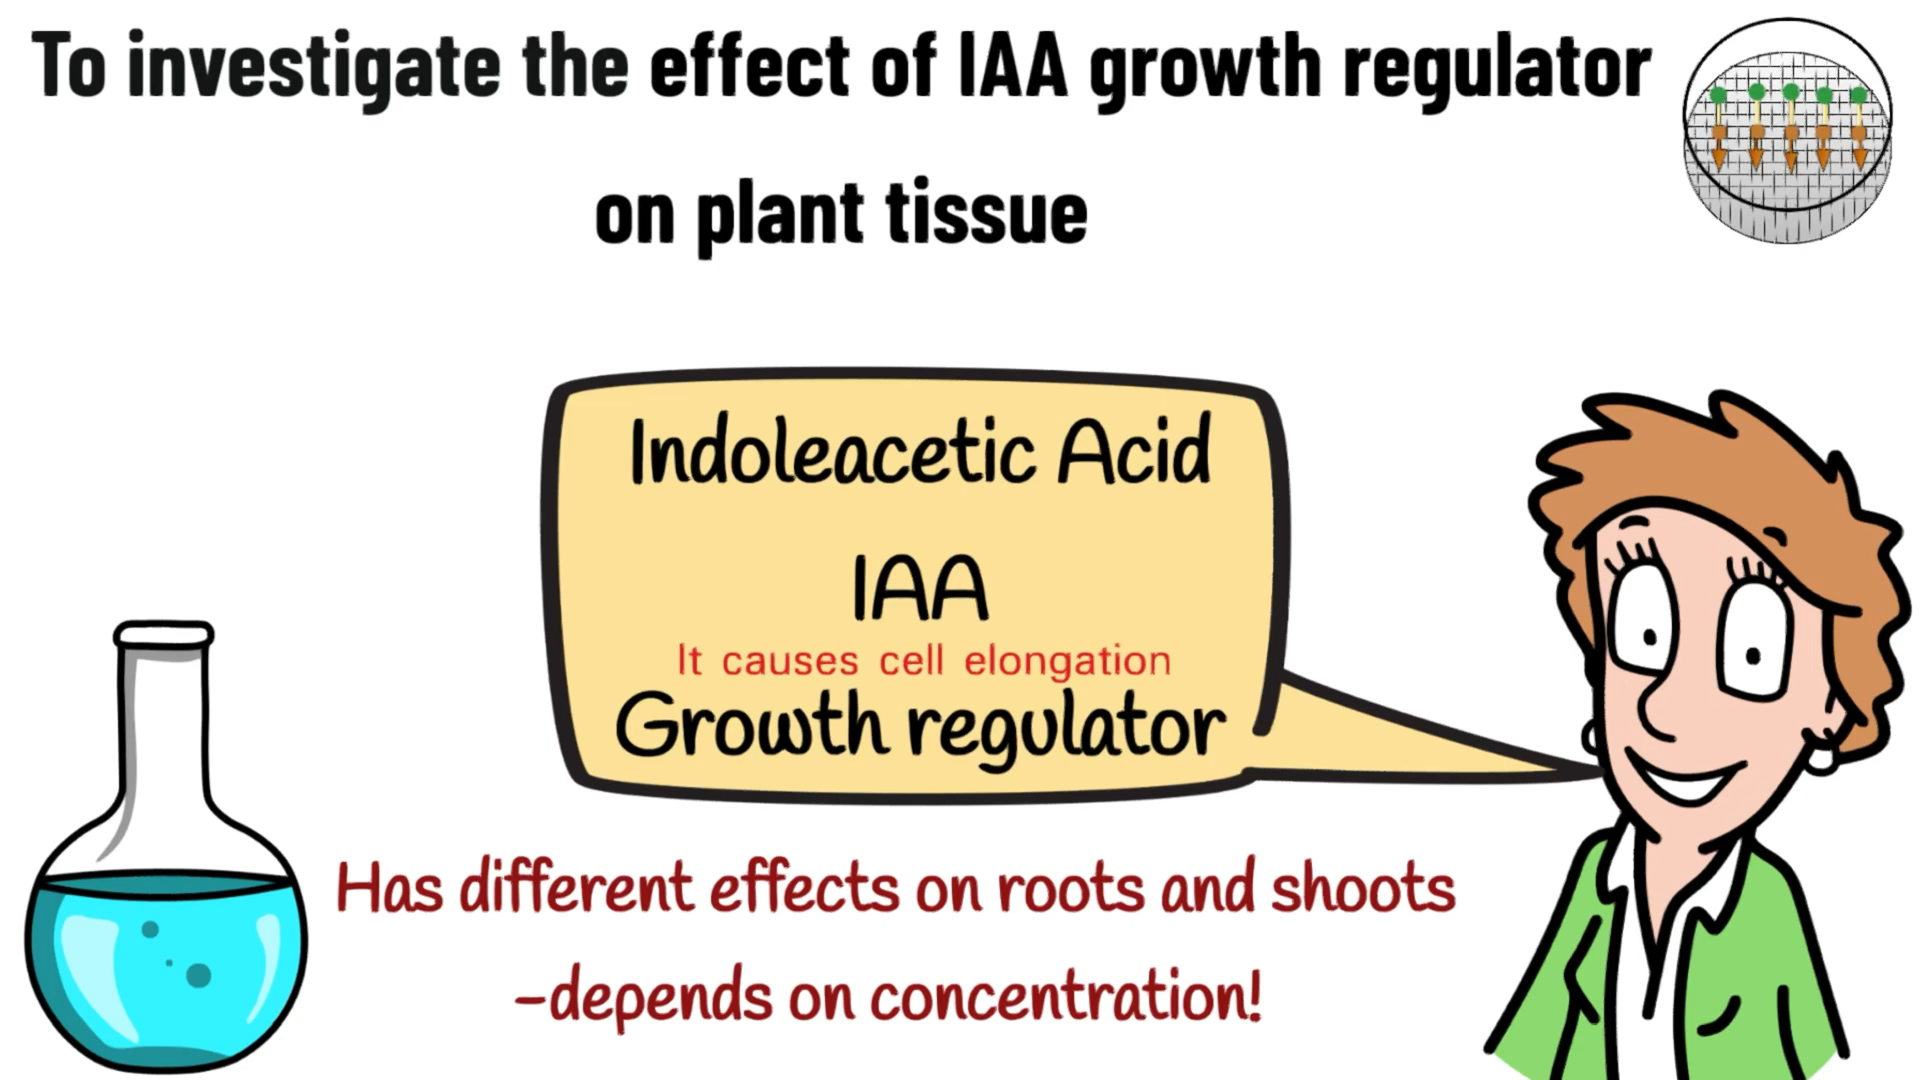 To investigate the effect of IAA growth regulator
on plant tissue
Indoleacetic Acid
IAA
It causes cell elongation
Growth regulator
Has different effects on roots and shoots
-depends on concentration!